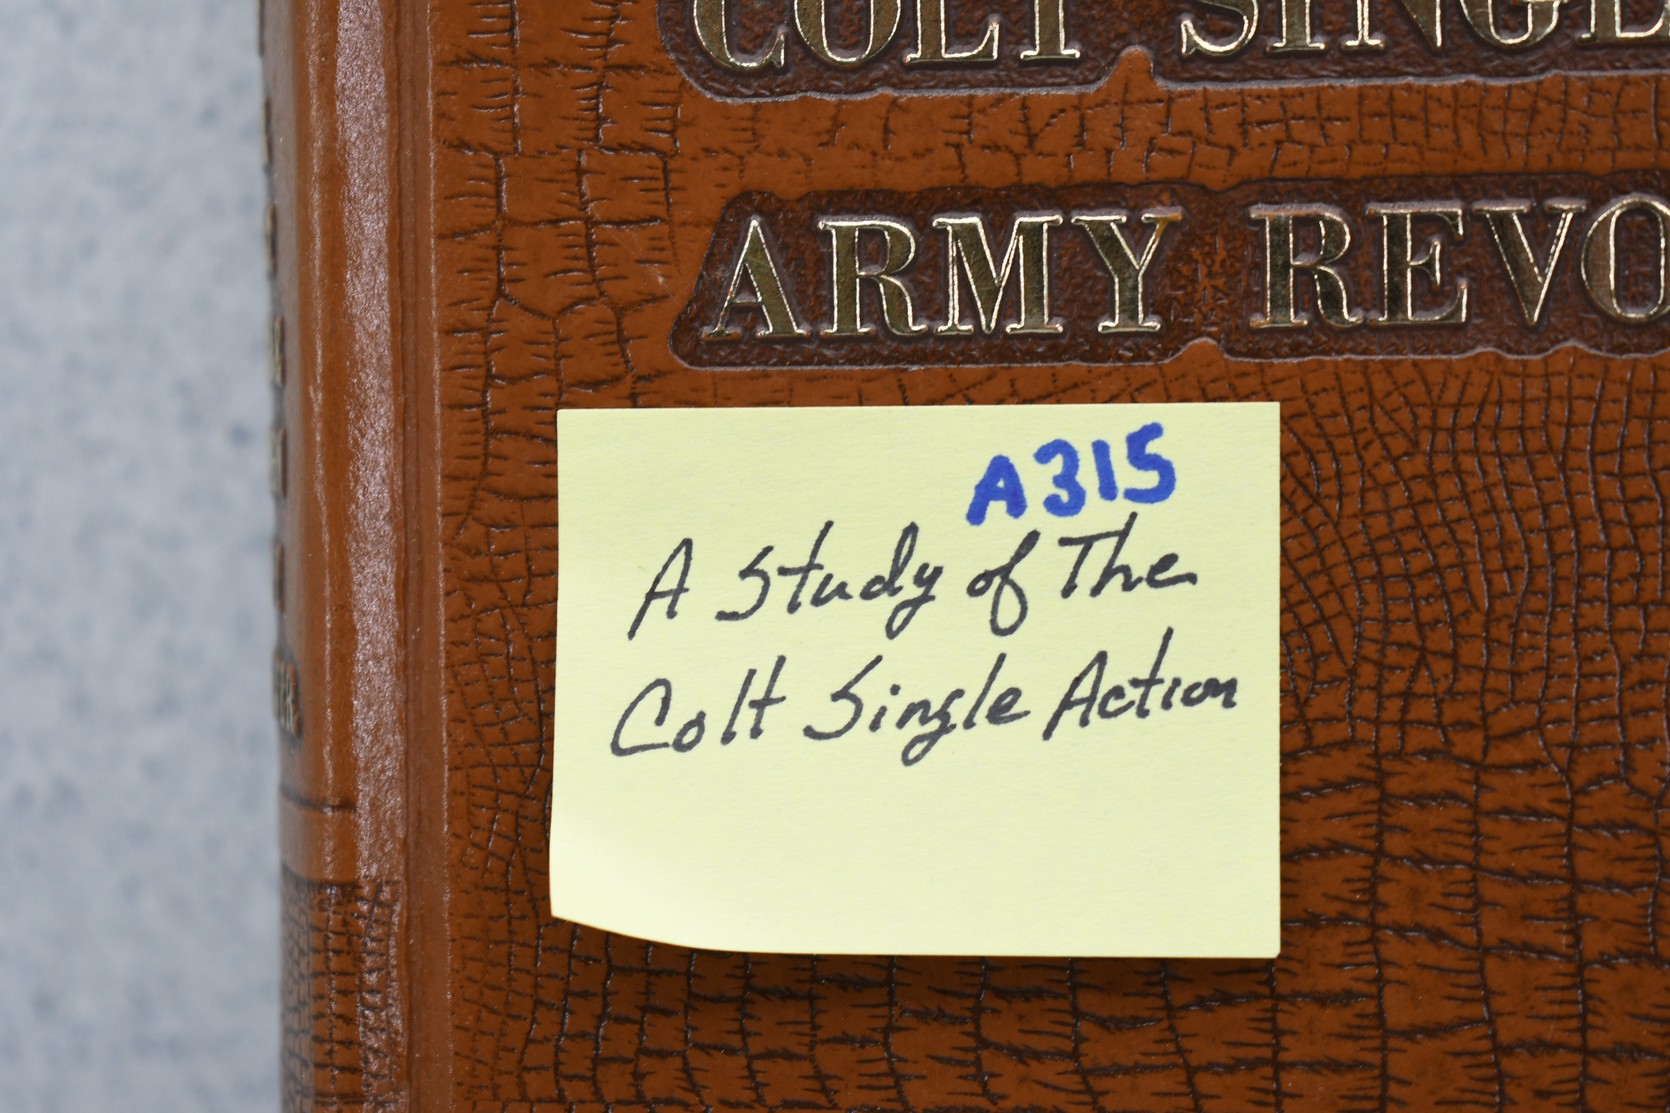 COLT SINGL
ARMY REVO
A315
A Study of The
Colt Single Action